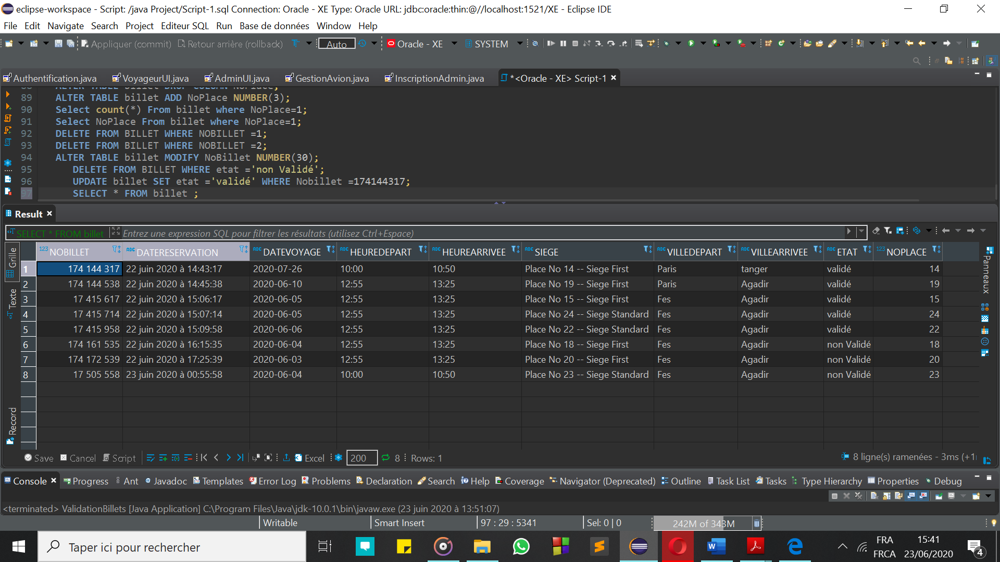 eclipse-workspace - Script: /java Project/Script-1.sql Connection: Oracle - XE Type: Oracle URL: jdbc:oracle:thin:@//localhost:1521/XE - Eclipse IDE
File Edit Navigate Search Project Editeur SQL Run Base de données Window Help
Appliquer (commit) Retour arrière (rollback) Auto Oracle - XE SYSTEM
Authentification.java VoyageurUI.java AdminUI.java GestionAvion.java InscriptionAdmin.java *<Oracle - XE> Script-1
89 ALTER TABLE billet ADD NoPlace NUMBER(3);
90 Select count(*) From billet where NoPlace=1;
91 Select NoPlace From billet where NoPlace=1;
92 DELETE FROM BILLET WHERE NOBILLET =1;
93 DELETE FROM BILLET WHERE NOBILLET =2;
94 ALTER TABLE billet MODIFY NoBillet NUMBER(30);
95 DELETE FROM BILLET WHERE etat ='non Validé';
96 UPDATE billet SET etat ='validé' WHERE Nobillet =174144317;
97 SELECT * FROM billet ;
Result
SELECT * FROM billet Entrez une expression SQL pour filtrer les résultats (utilisez Ctrl+Espace)
Grille
Texte
Record
Panneaux
123 NOBILLET ABC DATERESERVATION ABC DATEVOYAGE ABC HEUREDEPART ABC HEUREARRIVEE ABC SIEGE ABC VILLEDEPART ABC VILLEARRIVEE ABC ETAT 123 NOPLACE
1 174 144 317 22 juin 2020 à 14:43:17 2020-07-26 10:00 10:50 Place No 14 -- Siege First Paris tanger validé 14
2 174 144 538 22 juin 2020 à 14:45:38 2020-06-10 12:55 13:25 Place No 19 -- Siege First Paris Agadir validé 19
3 17 415 617 22 juin 2020 à 15:06:17 2020-06-05 12:55 13:25 Place No 15 -- Siege First Fes Agadir validé 15
4 17 415 714 22 juin 2020 à 15:07:14 2020-06-05 12:55 13:25 Place No 24 -- Siege Standard Fes Agadir validé 24
5 17 415 958 22 juin 2020 à 15:09:58 2020-06-06 12:55 13:25 Place No 22 -- Siege Standard Fes Agadir validé 22
6 174 161 535 22 juin 2020 à 16:15:35 2020-06-04 12:55 13:25 Place No 18 -- Siege First Fes Agadir non Validé 18
7 174 172 539 22 juin 2020 à 17:25:39 2020-06-03 12:55 13:25 Place No 20 -- Siege First Fes Agadir non Validé 20
8 17 505 558 23 juin 2020 à 00:55:58 2020-06-04 10:00 10:50 Place No 23 -- Siege Standard Fes Agadir non Validé 23
Save Cancel Script Excel 200 8 Rows: 1 8 ligne(s) ramenées - 3ms (+1
Console Progress Ant Javadoc Templates Error Log Problems Declaration Search Help Coverage Navigator (Deprecated) Outline Task List Tasks Type Hierarchy Properties Debug
<terminated> ValidationBillets [Java Application] C:\Program Files\Java\jdk-10.0.1\bin\javaw.exe (23 juin 2020 à 13:51:07)
Writable Smart Insert 97 : 29 : 5341 Sel: 0 | 0 242M of 343M
Taper ici pour rechercher
FRA 15:41
FRCA 23/06/2020 4